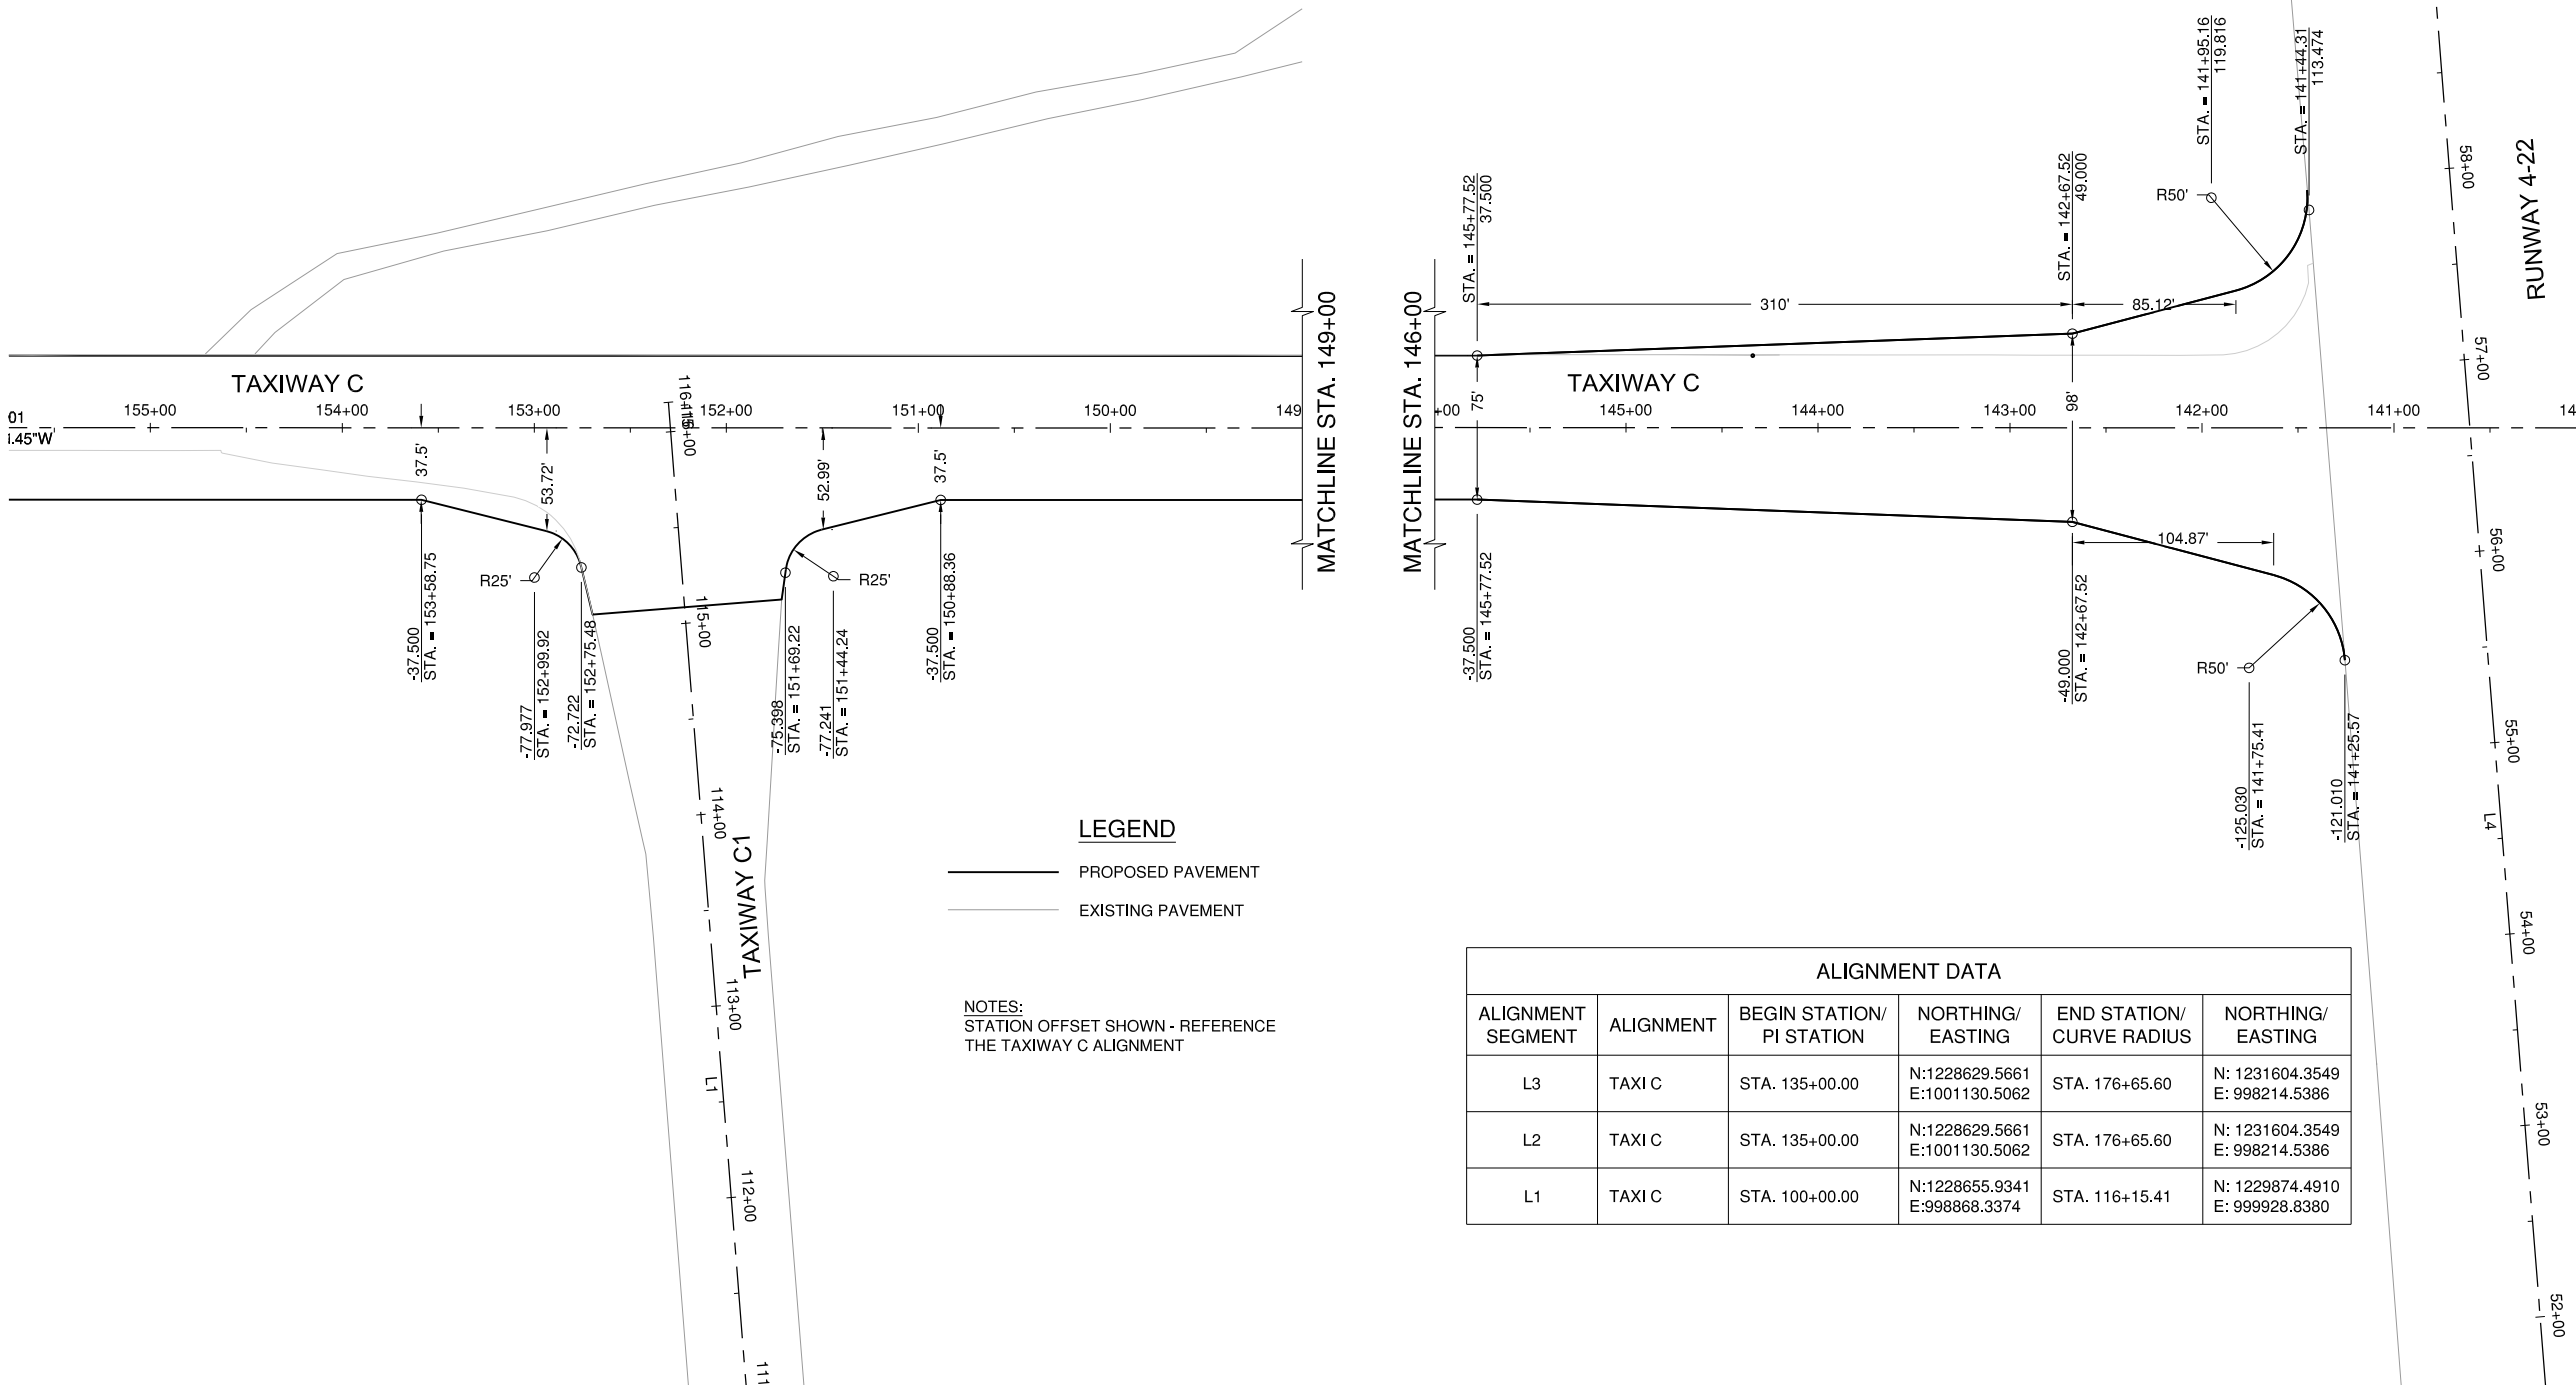 STA. = 141+95.16
119.816
STA. = 141+44.31
113.474
R50'
58+00
RUNWAY 4-22
STA. = 145+77.52
37.500
STA. = 142+67.52
49.000
310'
85.12'
57+00
MATCHLINE STA. 149+00
MATCHLINE STA. 146+00
TAXIWAY C
TAXIWAY C
01
155+00
154+00
153+00
152+00
151+00
150+00
149
+00
145+00
144+00
143+00
142+00
141+00
14
116+00
75'
98'
37.5'
53.72'
52.99'
37.5'
56+00
104.87'
R25'
R25'
115+00
-37.500
STA. = 153+58.75
-77.977
STA. = 152+99.92
-72.722
STA. = 152+75.48
-75.398
STA. = 151+69.22
-77.241
STA. = 151+44.24
-37.500
STA. = 150+88.36
-37.500
STA. = 145+77.52
-49.000
STA. = 142+67.52
R50'
-125.030
STA. = 141+75.41
-121.010
STA. = 141+25.57
55+00
L4
114+00
TAXIWAY C1
LEGEND
PROPOSED PAVEMENT
EXISTING PAVEMENT
54+00
113+00
L1
NOTES:
STATION OFFSET SHOWN - REFERENCE
THE TAXIWAY C ALIGNMENT
ALIGNMENT DATA
ALIGNMENT SEGMENT | ALIGNMENT | BEGIN STATION/ PI STATION | NORTHING/ EASTING | END STATION/ CURVE RADIUS | NORTHING/ EASTING
L3 | TAXI C | STA. 135+00.00 | N:1228629.5661 E:1001130.5062 | STA. 176+65.60 | N: 1231604.3549 E: 998214.5386
L2 | TAXI C | STA. 135+00.00 | N:1228629.5661 E:1001130.5062 | STA. 176+65.60 | N: 1231604.3549 E: 998214.5386
L1 | TAXI C | STA. 100+00.00 | N:1228655.9341 E:998868.3374 | STA. 116+15.41 | N: 1229874.4910 E: 999928.8380
53+00
112+00
52+00
111